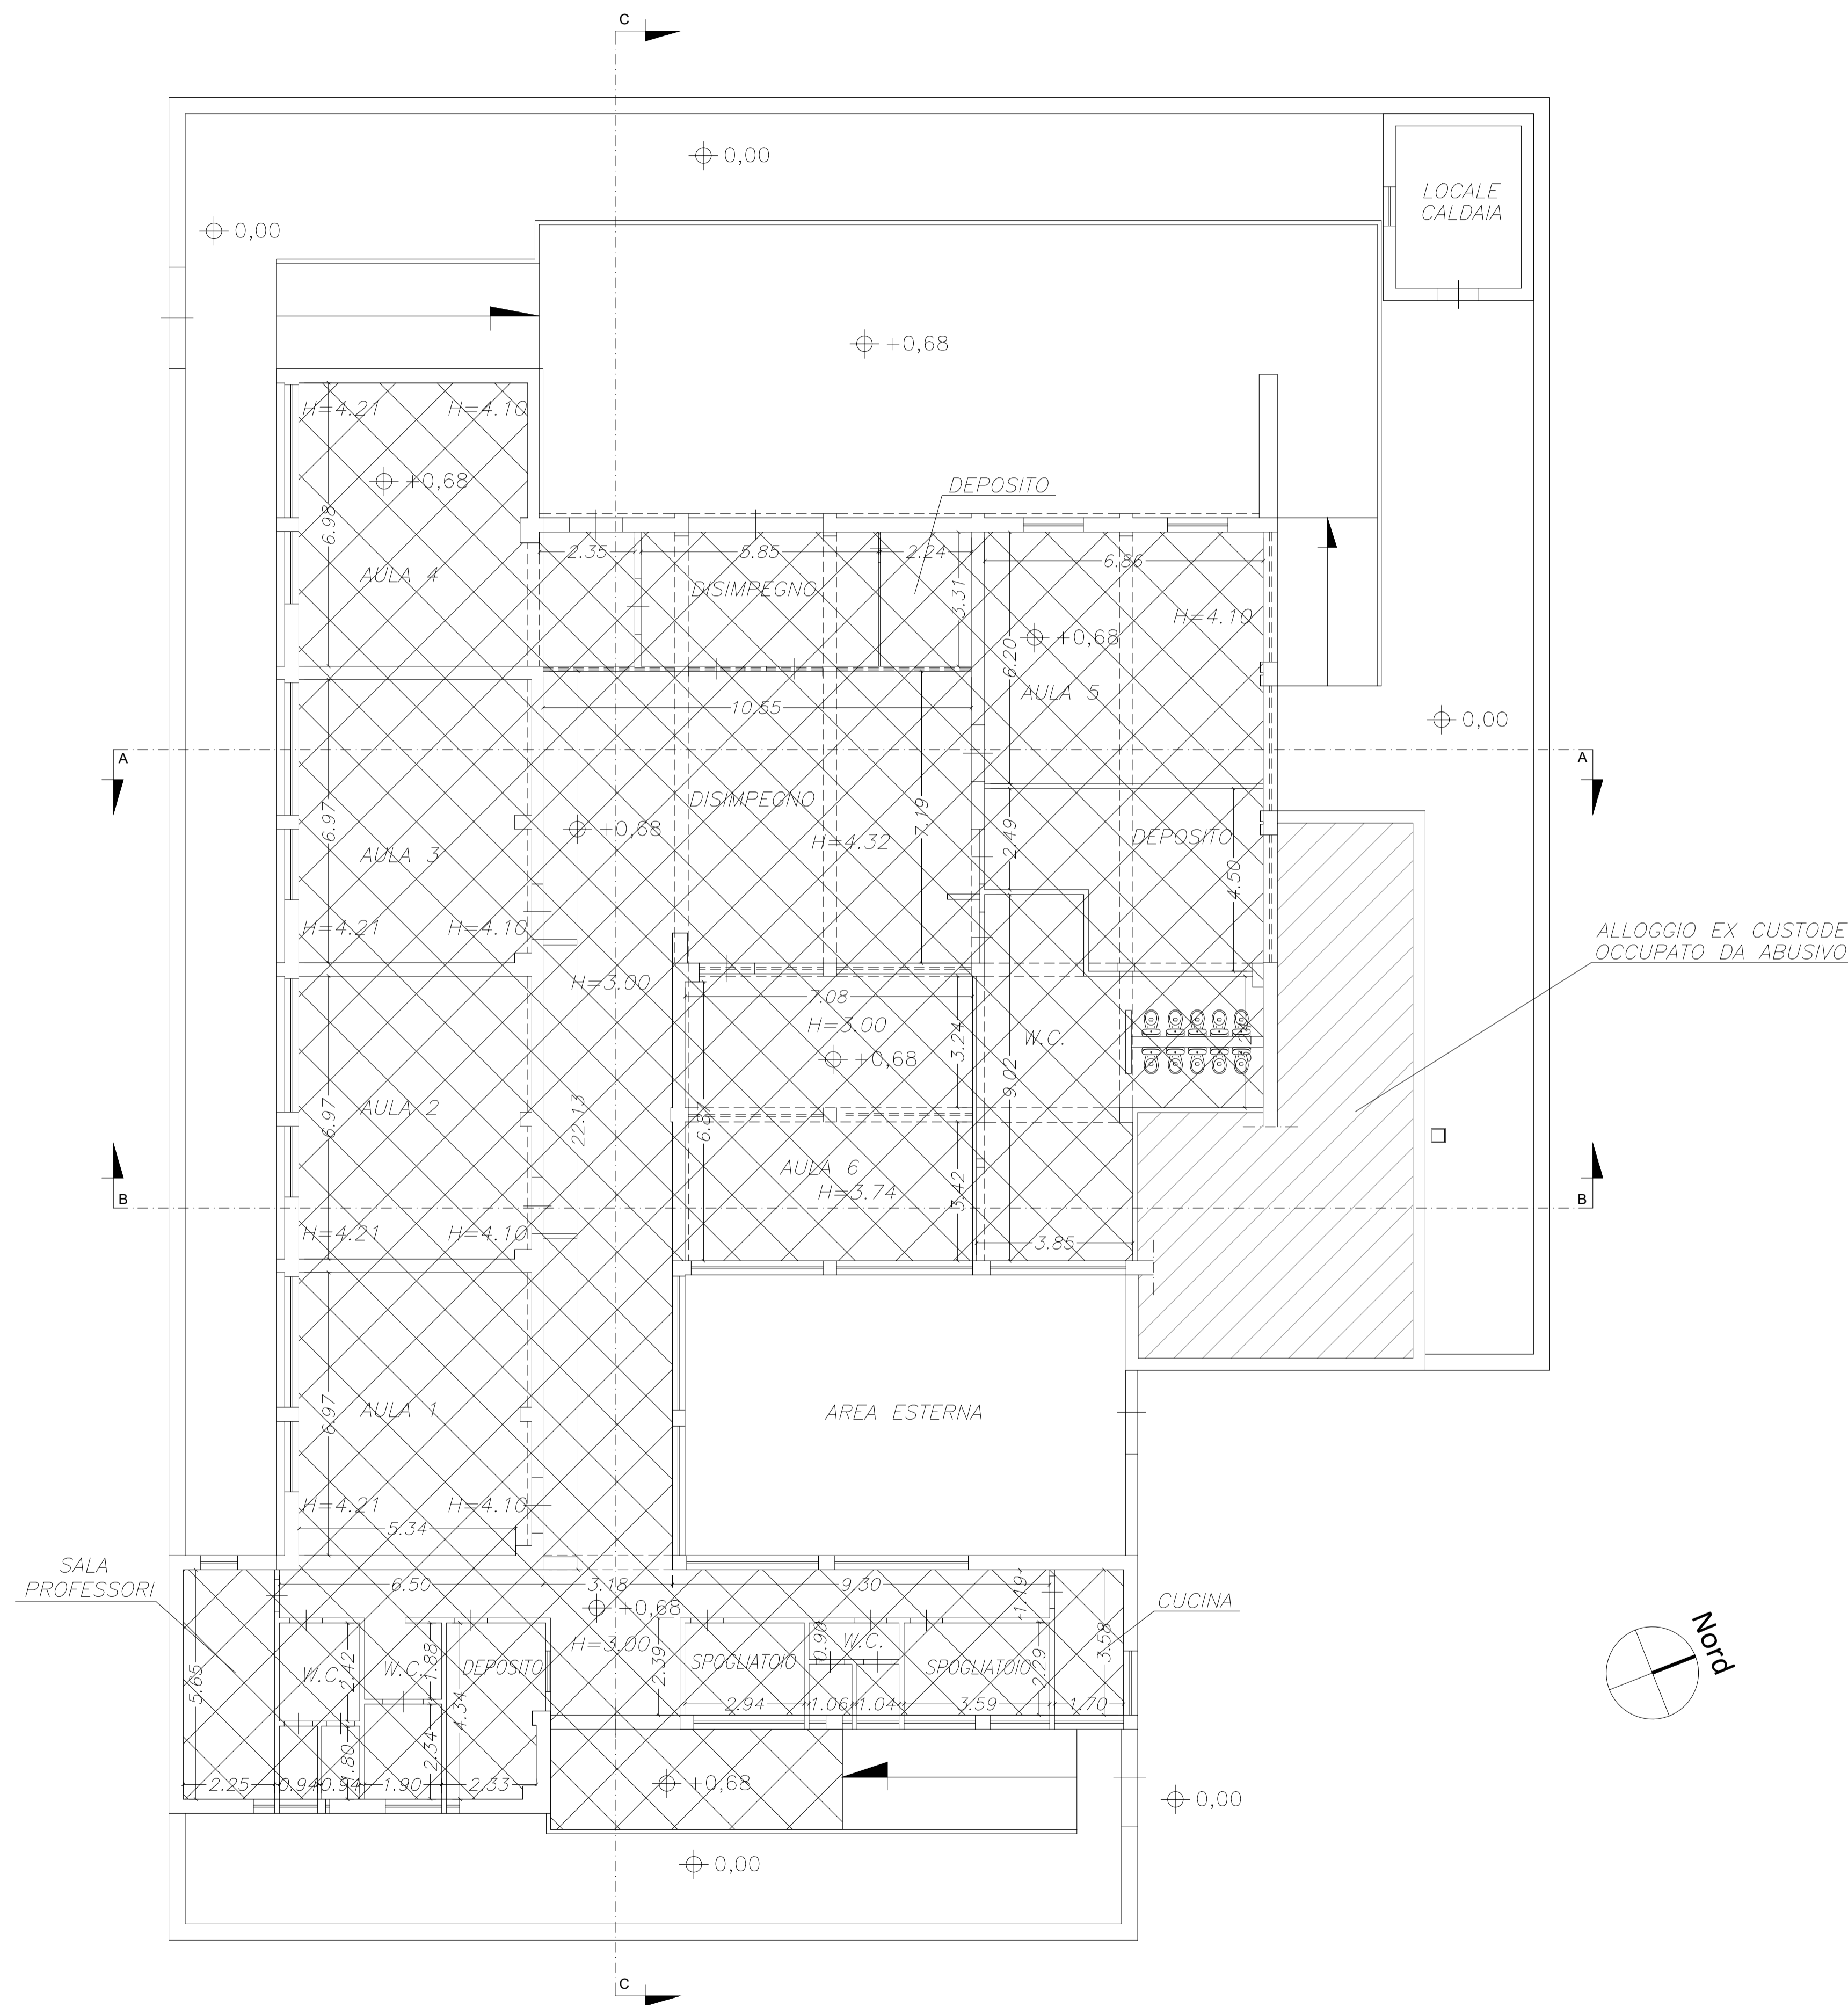 C
0,00
0,00
LOCALE
CALDAIA
+0,68
H=4.21
H=4.10
+0,68
DEPOSITO
6.98
AULA 4
2.35
5.85
2.24
DISIMPEGNO
3.31
6.86
H=4.10
+0,68
6.20
AULA 5
10.55
0,00
A
A
DISIMPEGNO
+0,68
H=4.32
7.19
2.49
DEPOSITO
4.50
6.97
AULA 3
H=4.21
H=4.10
ALLOGGIO EX CUSTODE
OCCUPATO DA ABUSIVO
H=3.00
7.08
H=3.00
+0,68
3.24
W.C.
9.02
6.97
AULA 2
22.13
AULA 6
H=3.74
3.42
B
B
H=4.21
H=4.10
3.85
AREA ESTERNA
6.97
AULA 1
H=4.21
H=4.10
5.34
SALA
PROFESSORI
6.50
3.18
9.30
1.19
+0,68
CUCINA
H=3.00
Nord
5.65
W.C.
2.42
W.C.
1.88
DEPOSITO
4.34
2.39
SPOGLIATOIO
0.90
W.C.
SPOGLIATOIO
2.29
3.58
2.94
1.06
1.04
3.59
1.70
2.25
0.94
0.94
1.80
1.90
2.34
2.33
+0,68
0,00
0,00
C